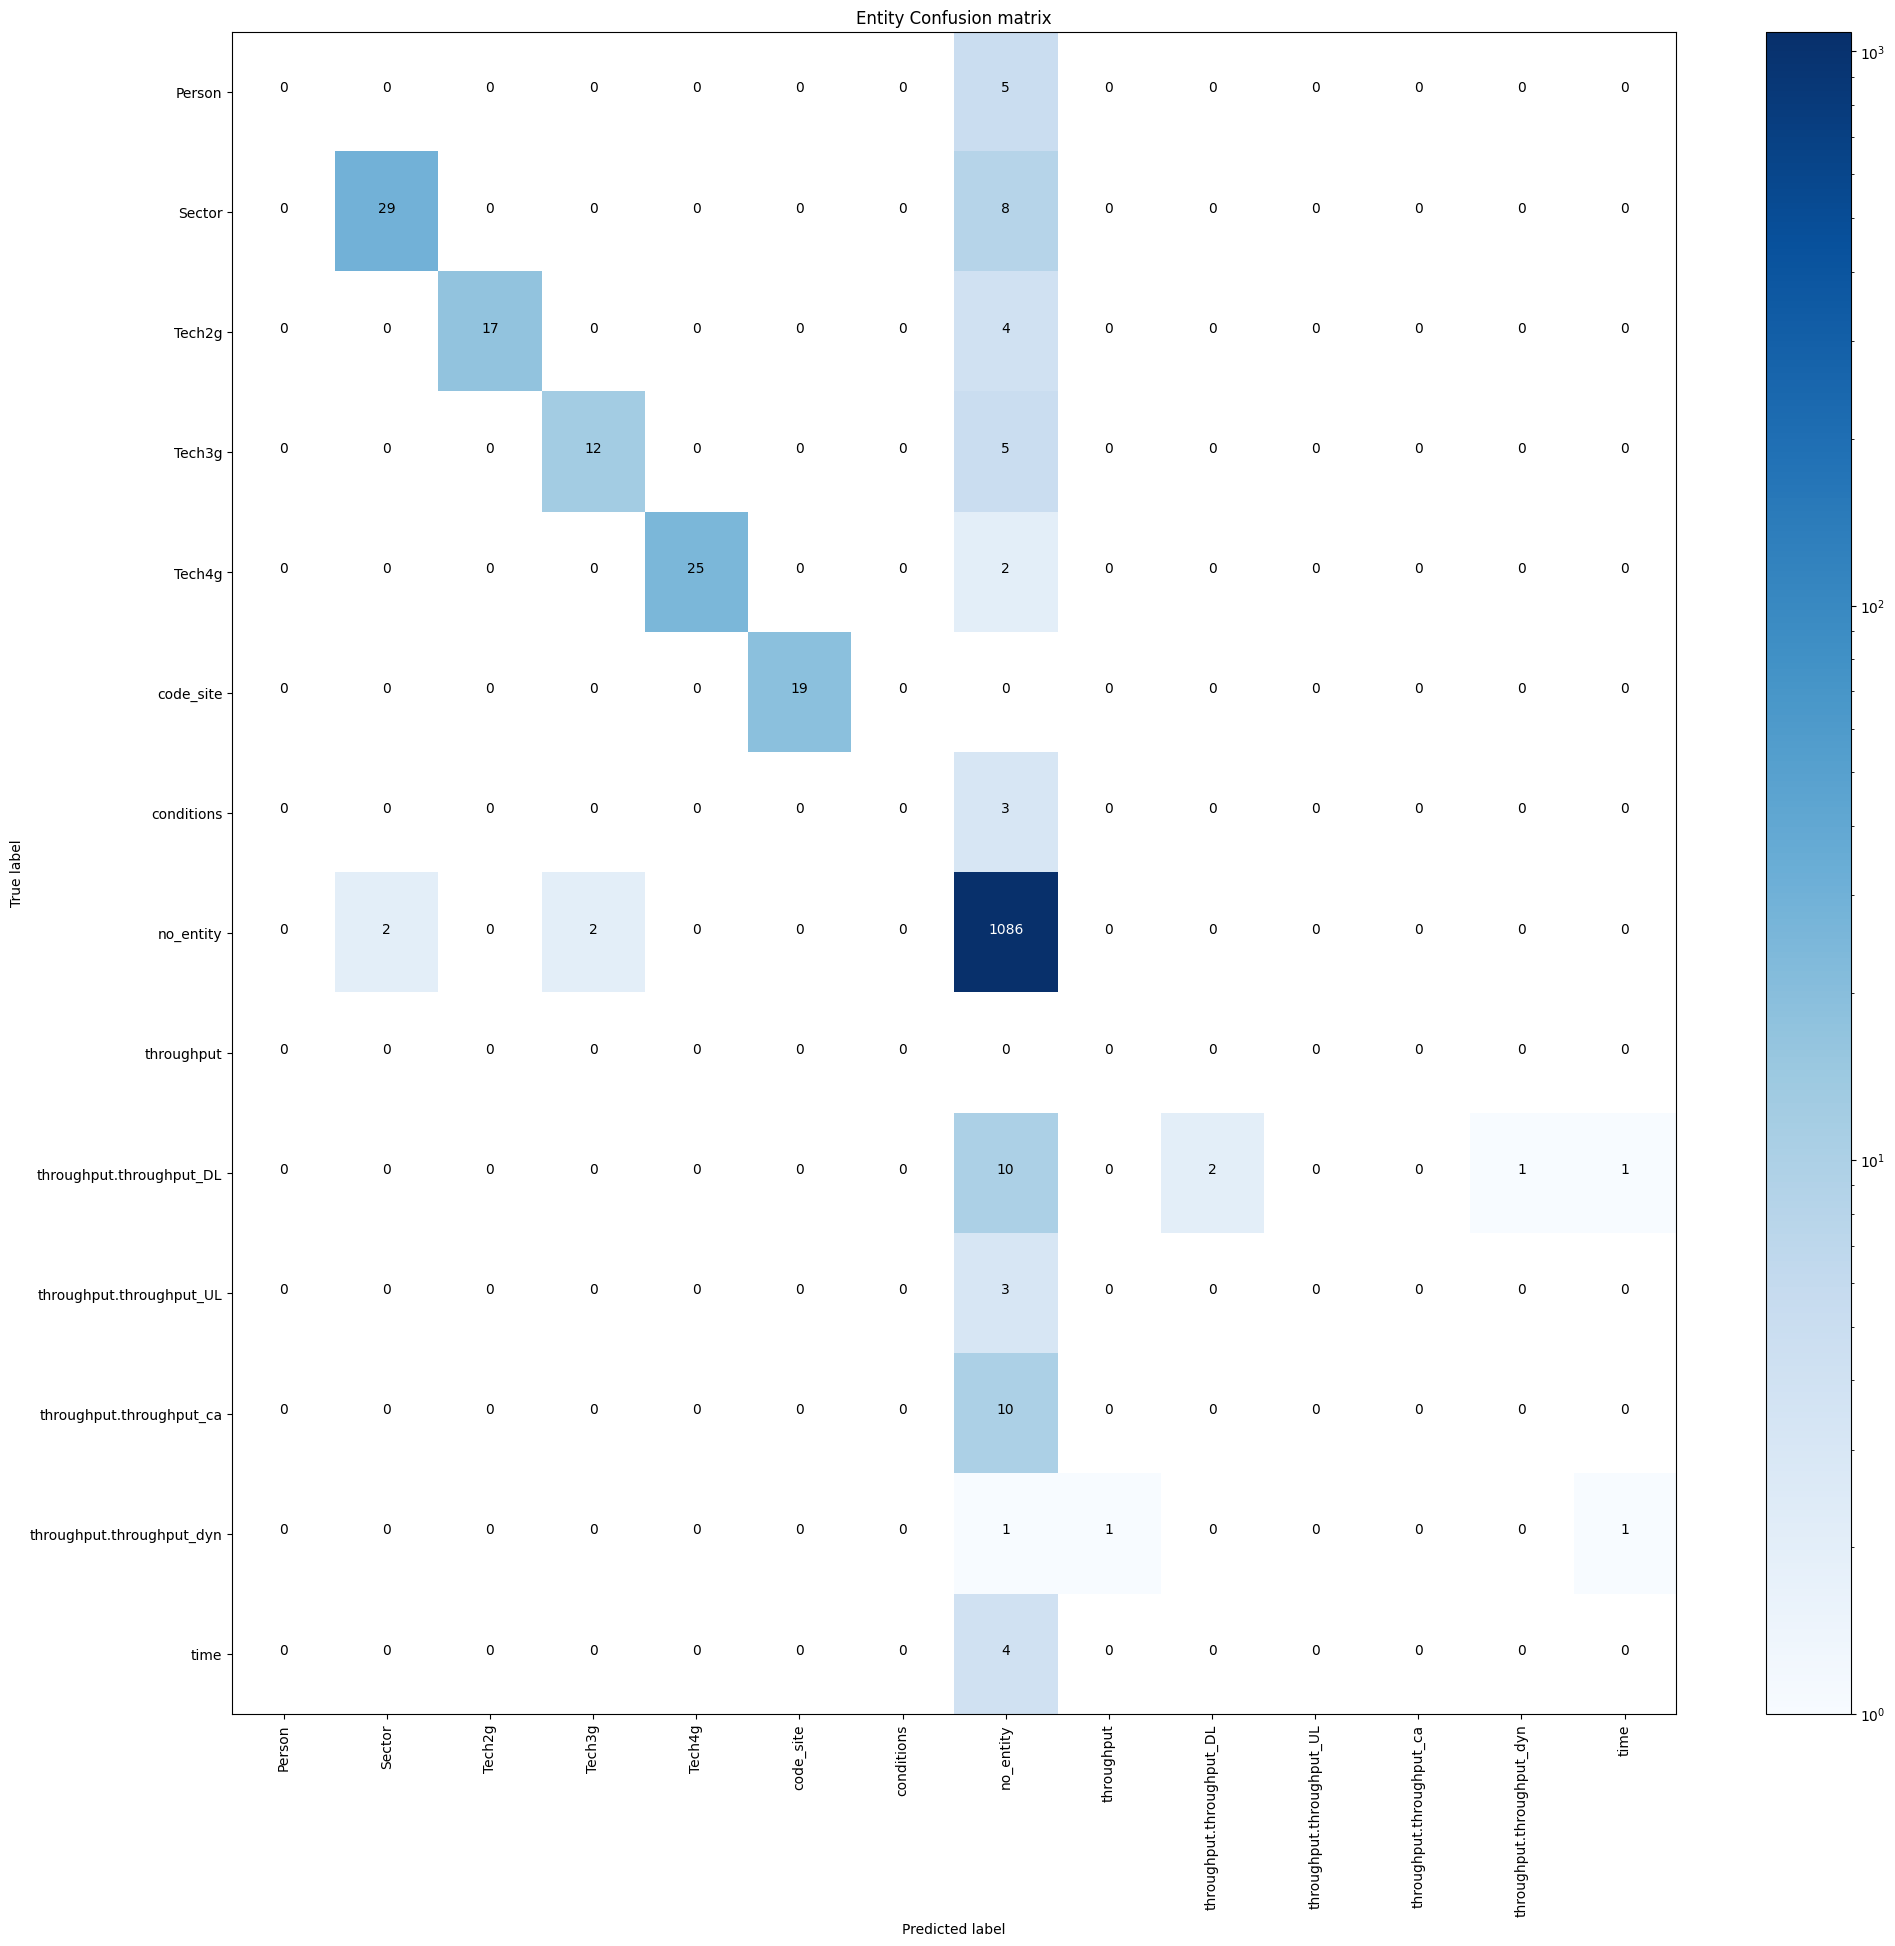 Entity Confusion matrix
Person 0 0 0 0 0 0 0 5 0 0 0 0 0 0
Sector 0 29 0 0 0 0 0 8 0 0 0 0 0 0
Tech2g 0 0 17 0 0 0 0 4 0 0 0 0 0 0
Tech3g 0 0 0 12 0 0 0 5 0 0 0 0 0 0
Tech4g 0 0 0 0 25 0 0 2 0 0 0 0 0 0
code_site 0 0 0 0 0 19 0 0 0 0 0 0 0 0
conditions 0 0 0 0 0 0 0 3 0 0 0 0 0 0
True label
no_entity 0 2 0 2 0 0 0 1086 0 0 0 0 0 0
throughput 0 0 0 0 0 0 0 0 0 0 0 0 0 0
throughput.throughput_DL 0 0 0 0 0 0 0 10 0 2 0 0 1 1
throughput.throughput_UL 0 0 0 0 0 0 0 3 0 0 0 0 0 0
throughput.throughput_ca 0 0 0 0 0 0 0 10 0 0 0 0 0 0
throughput.throughput_dyn 0 0 0 0 0 0 0 1 1 0 0 0 0 1
time 0 0 0 0 0 0 0 4 0 0 0 0 0 0
Person
Sector
Tech2g
Tech3g
Tech4g
code_site
conditions
no_entity
throughput
throughput.throughput_DL
throughput.throughput_UL
throughput.throughput_ca
throughput.throughput_dyn
time
Predicted label
10³
10²
10¹
10⁰